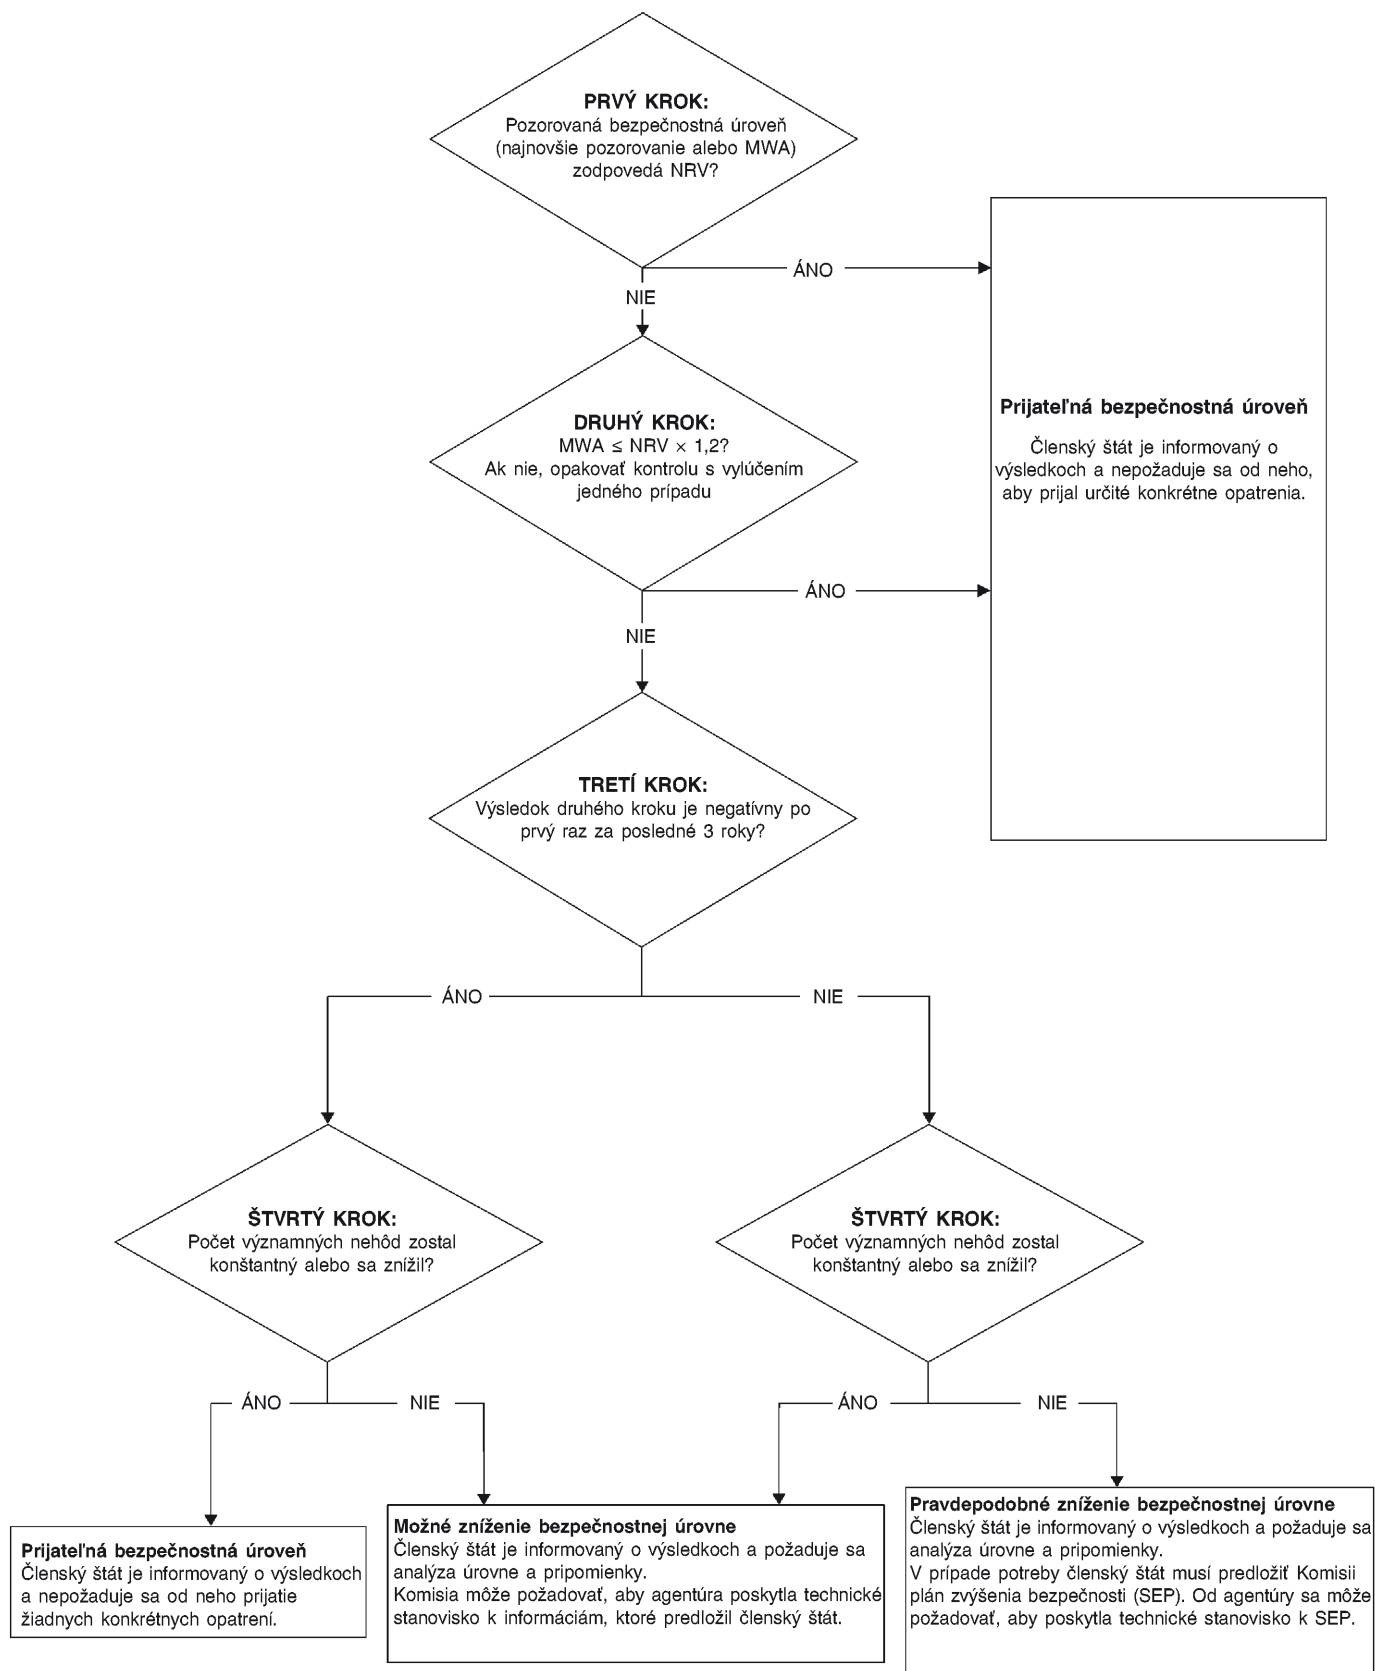 PRVÝ KROK:
Pozorovaná bezpečnostná úroveň
(najnovšie pozorovanie alebo MWA)
zodpovedá NRV?
ÁNO
NIE
DRUHÝ KROK:
MWA ≤ NRV × 1,2?
Ak nie, opakovať kontrolu s vylúčením
jedného prípadu
Prijateľná bezpečnostná úroveň
Členský štát je informovaný o
výsledkoch a nepožaduje sa od neho,
aby prijal určité konkrétne opatrenia.
ÁNO
NIE
TRETÍ KROK:
Výsledok druhého kroku je negatívny po
prvý raz za posledné 3 roky?
ÁNO
NIE
ŠTVRTÝ KROK:
Počet významných nehôd zostal
konštantný alebo sa znížil?
ŠTVRTÝ KROK:
Počet významných nehôd zostal
konštantný alebo sa znížil?
ÁNO
NIE
ÁNO
NIE
Prijateľná bezpečnostná úroveň
Členský štát je informovaný o výsledkoch
a nepožaduje sa od neho prijatie
žiadnych konkrétnych opatrení.
Možné zníženie bezpečnostnej úrovne
Členský štát je informovaný o výsledkoch a požaduje sa
analýza úrovne a pripomienky.
Komisia môže požadovať, aby agentúra poskytla technické
stanovisko k informáciám, ktoré predložil členský štát.
Pravdepodobné zníženie bezpečnostnej úrovne
Členský štát je informovaný o výsledkoch a požaduje sa
analýza úrovne a pripomienky.
V prípade potreby členský štát musí predložiť Komisii
plán zvýšenia bezpečnosti (SEP). Od agentúry sa môže
požadovať, aby poskytla technické stanovisko k SEP.